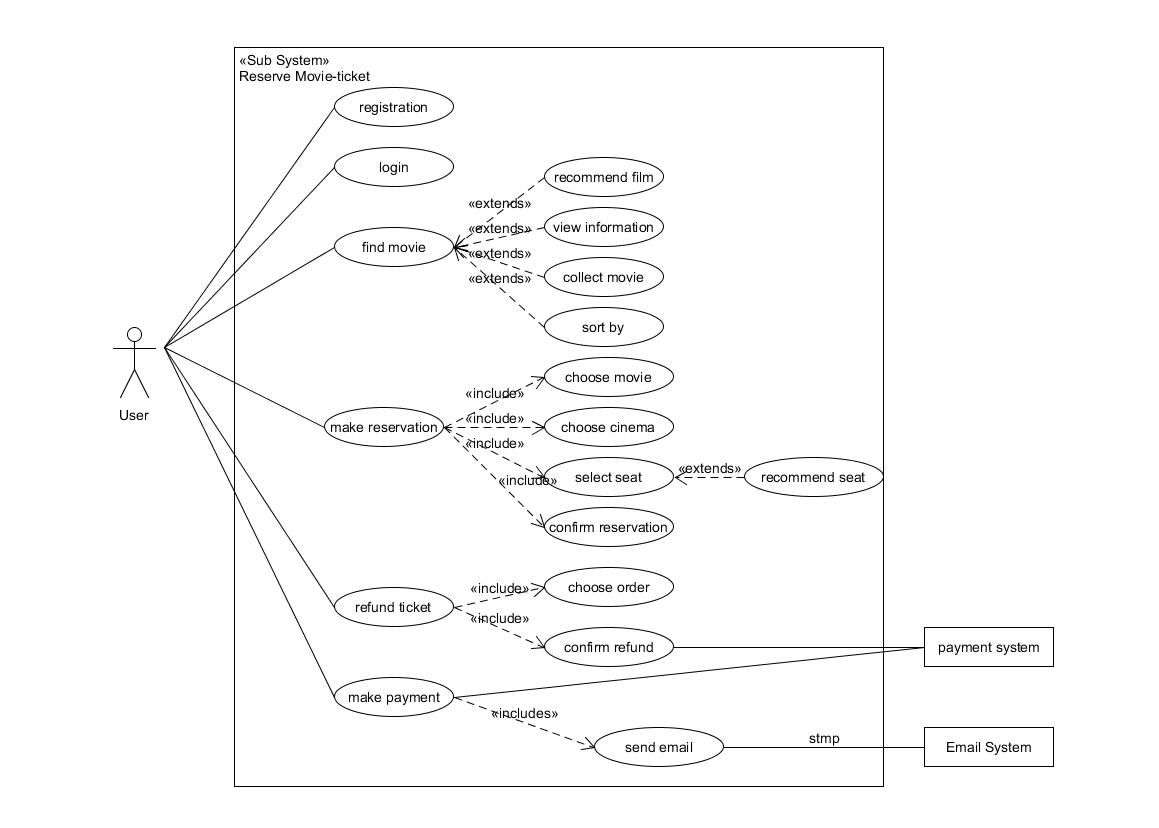 «Sub System»
Reserve Movie-ticket
registration
login
recommend film
«extends»
view information
«extends»
find movie
«extends»
collect movie
«extends»
sort by
choose movie
«include»
User
«include»
make reservation
choose cinema
«include»
«extends»
select seat
recommend seat
«include»
confirm reservation
«include»
choose order
refund ticket
«include»
confirm refund
payment system
make payment
«includes»
stmp
send email
Email System